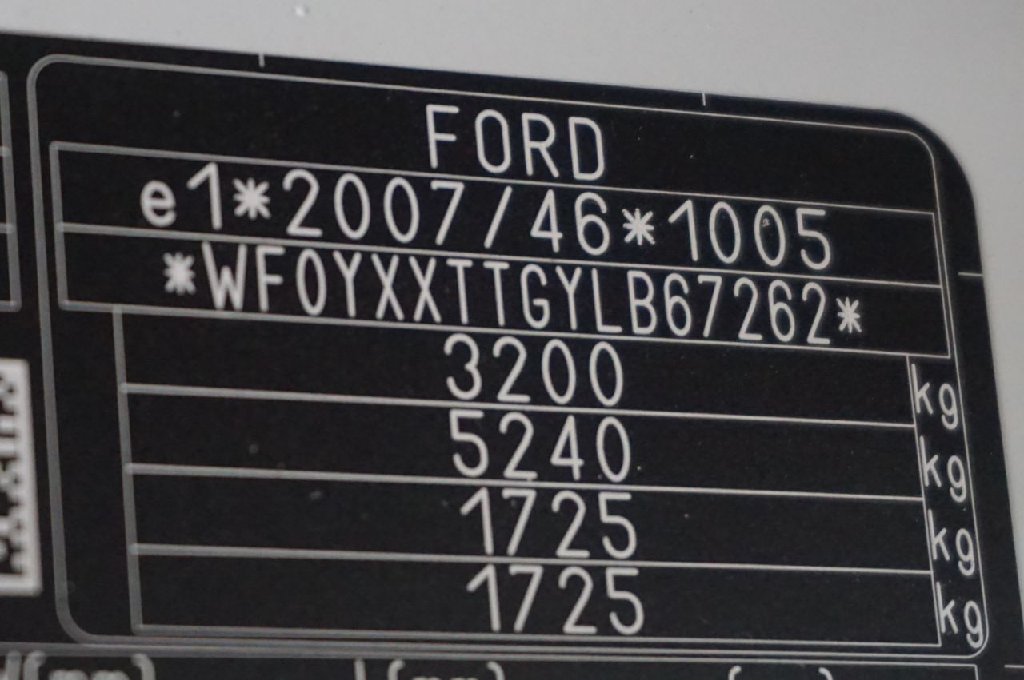 FORD
e1*2007/46*1005
*WF0YXXTTGYLB67262*
3200 kg
5240 kg
1725 kg
1725 kg